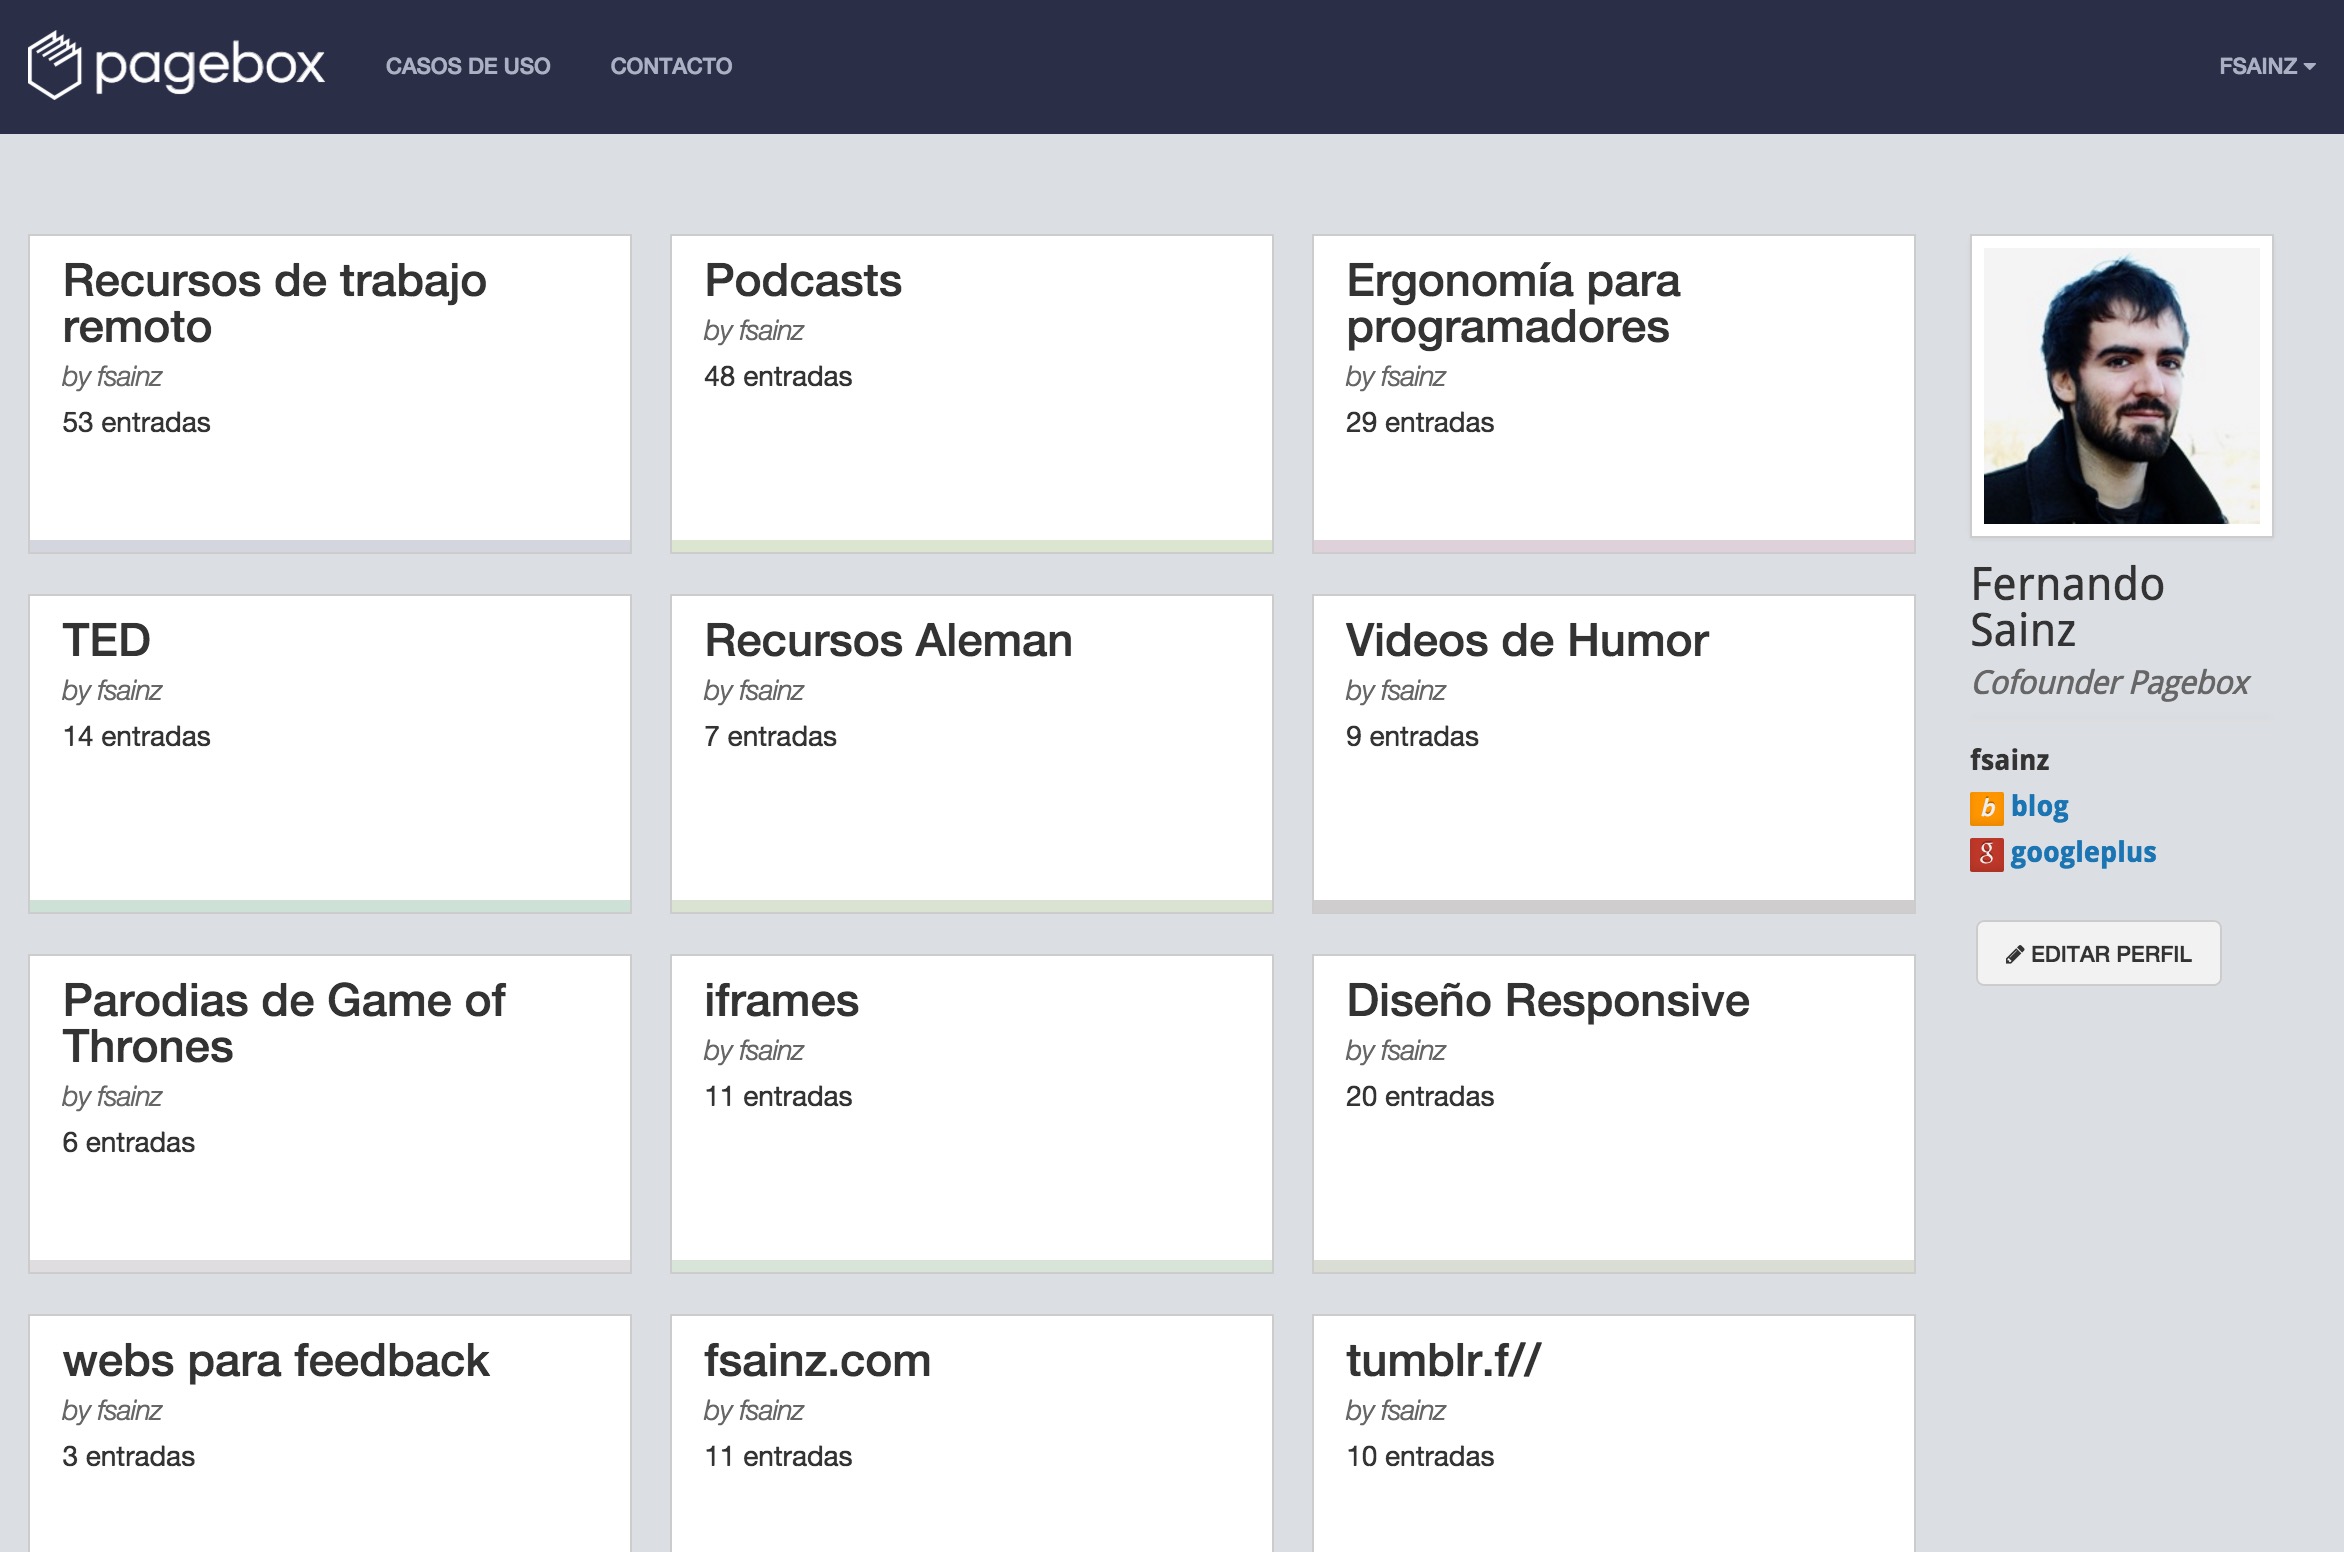 pagebox
CASOS DE USO
CONTACTO
FSAINZ
Recursos de trabajo
remoto
by fsainz
53 entradas
Podcasts
by fsainz
48 entradas
Ergonomía para
programadores
by fsainz
29 entradas
TED
by fsainz
14 entradas
Recursos Aleman
by fsainz
7 entradas
Videos de Humor
by fsainz
9 entradas
Parodias de Game of
Thrones
by fsainz
6 entradas
iframes
by fsainz
11 entradas
Diseño Responsive
by fsainz
20 entradas
webs para feedback
by fsainz
3 entradas
fsainz.com
by fsainz
11 entradas
tumblr.f//
by fsainz
10 entradas
Fernando
Sainz
Cofounder Pagebox
fsainz
b blog
g googleplus
EDITAR PERFIL